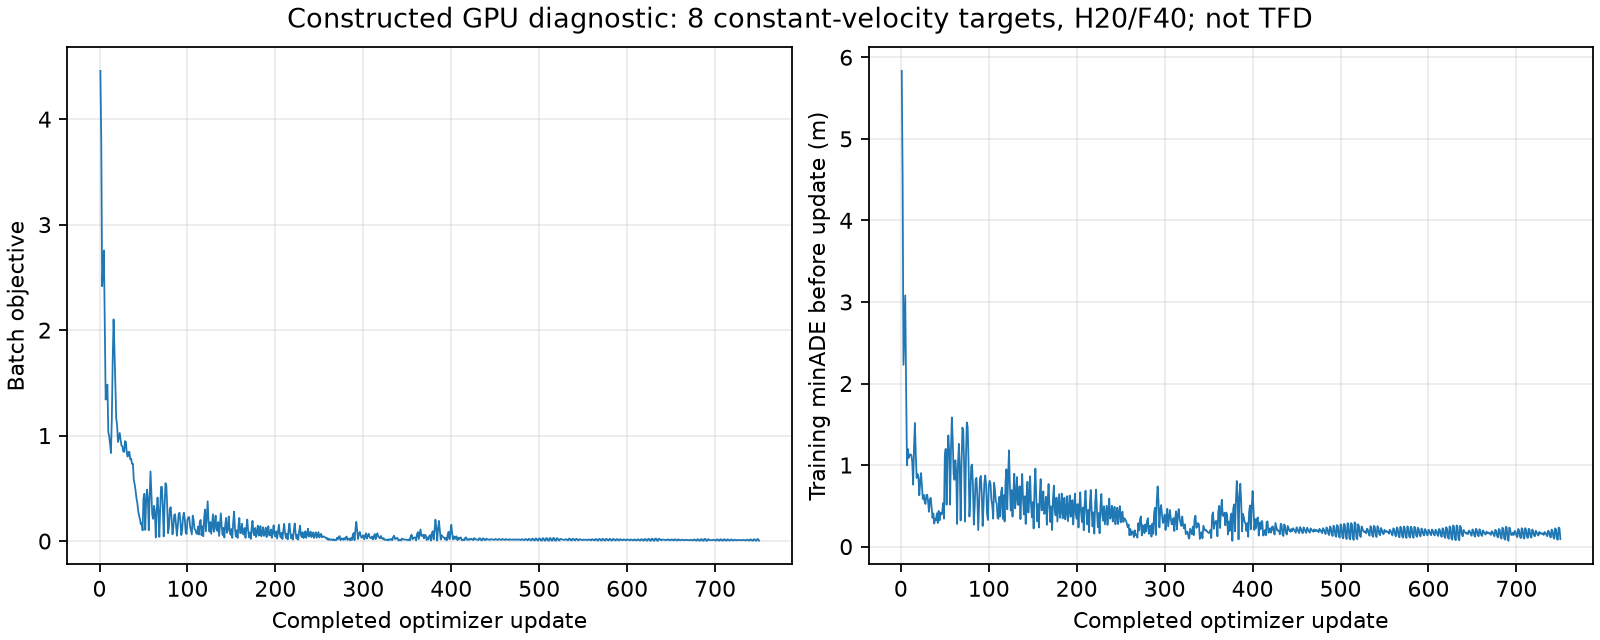 Constructed GPU diagnostic: 8 constant-velocity targets, H20/F40; not TFD
Batch objective
4
3
2
1
0
0 100 200 300 400 500 600 700
Completed optimizer update
Training minADE before update (m)
6
5
4
3
2
1
0
0 100 200 300 400 500 600 700
Completed optimizer update